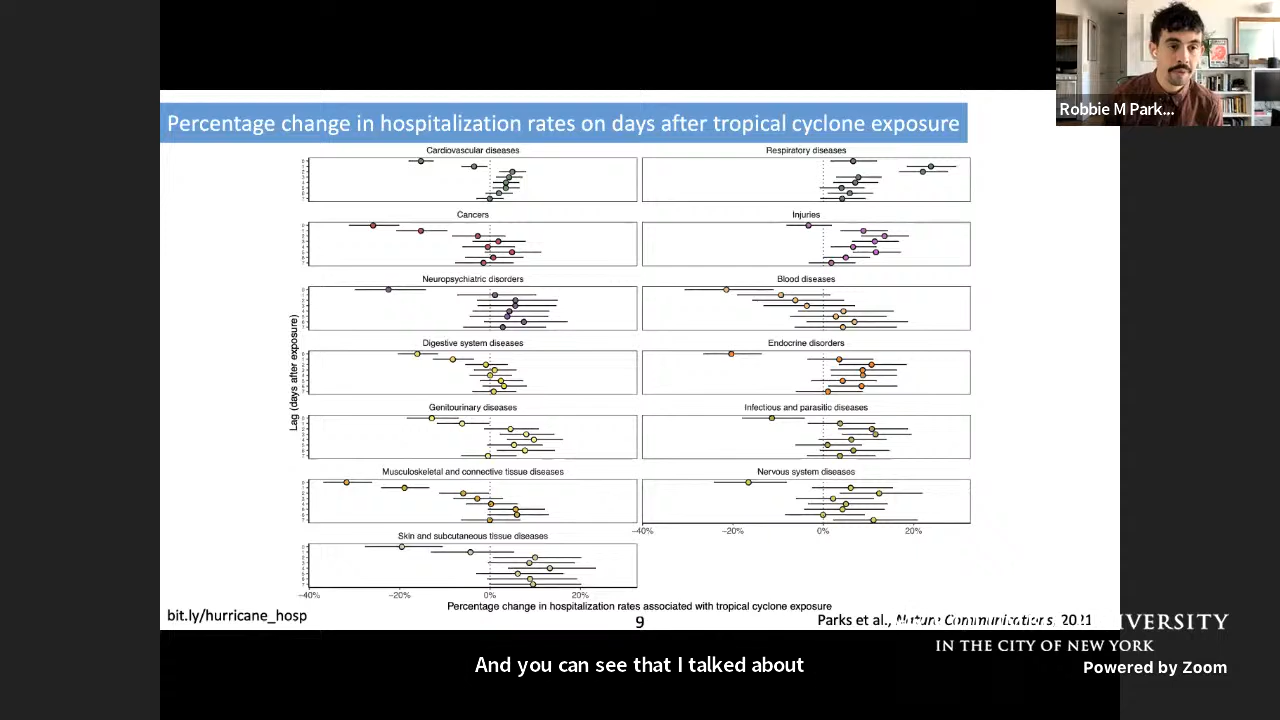 Robbie M Park...
Percentage change in hospitalization rates on days after tropical cyclone exposure
Cardiovascular diseases
Respiratory diseases
Cancers
Injuries
Neuropsychiatric disorders
Blood diseases
Digestive system diseases
Endocrine disorders
Genitourinary diseases
Infectious and parasitic diseases
Musculoskeletal and connective tissue diseases
Nervous system diseases
Skin and subcutaneous tissue diseases
Lag (days after exposure)
−40% −20% 0% 20%
−40% −20% 0% 20%
Percentage change in hospitalization rates associated with tropical cyclone exposure
bit.ly/hurricane_hosp
9
Parks et al., Nature Communications, 2021
IVERSITY
IN THE CITY OF NEW YORK
Powered by Zoom
And you can see that I talked about